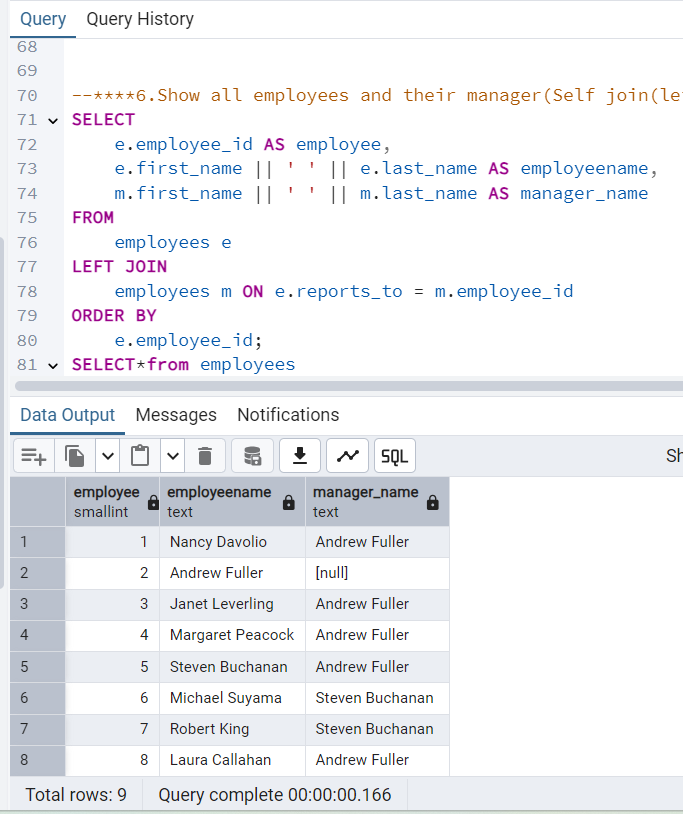 Query Query History
68
69
70 --****6.Show all employees and their manager(Self join(le
71 SELECT
72 e.employee_id AS employee,
73 e.first_name || ' ' || e.last_name AS employeename,
74 m.first_name || ' ' || m.last_name AS manager_name
75 FROM
76 employees e
77 LEFT JOIN
78 employees m ON e.reports_to = m.employee_id
79 ORDER BY
80 e.employee_id;
81 SELECT*from employees
Data Output Messages Notifications
SQL Sh
employee employeename manager_name
smallint text text
1 1 Nancy Davolio Andrew Fuller
2 2 Andrew Fuller [null]
3 3 Janet Leverling Andrew Fuller
4 4 Margaret Peacock Andrew Fuller
5 5 Steven Buchanan Andrew Fuller
6 6 Michael Suyama Steven Buchanan
7 7 Robert King Steven Buchanan
8 8 Laura Callahan Andrew Fuller
Total rows: 9 Query complete 00:00:00.166